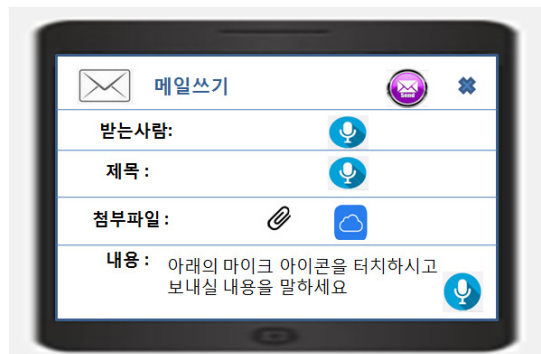 메일쓰기
Send
받는사람:
제목 :
첨부파일 :
내용 : 아래의 마이크 아이콘을 터치하시고
보내실 내용을 말하세요